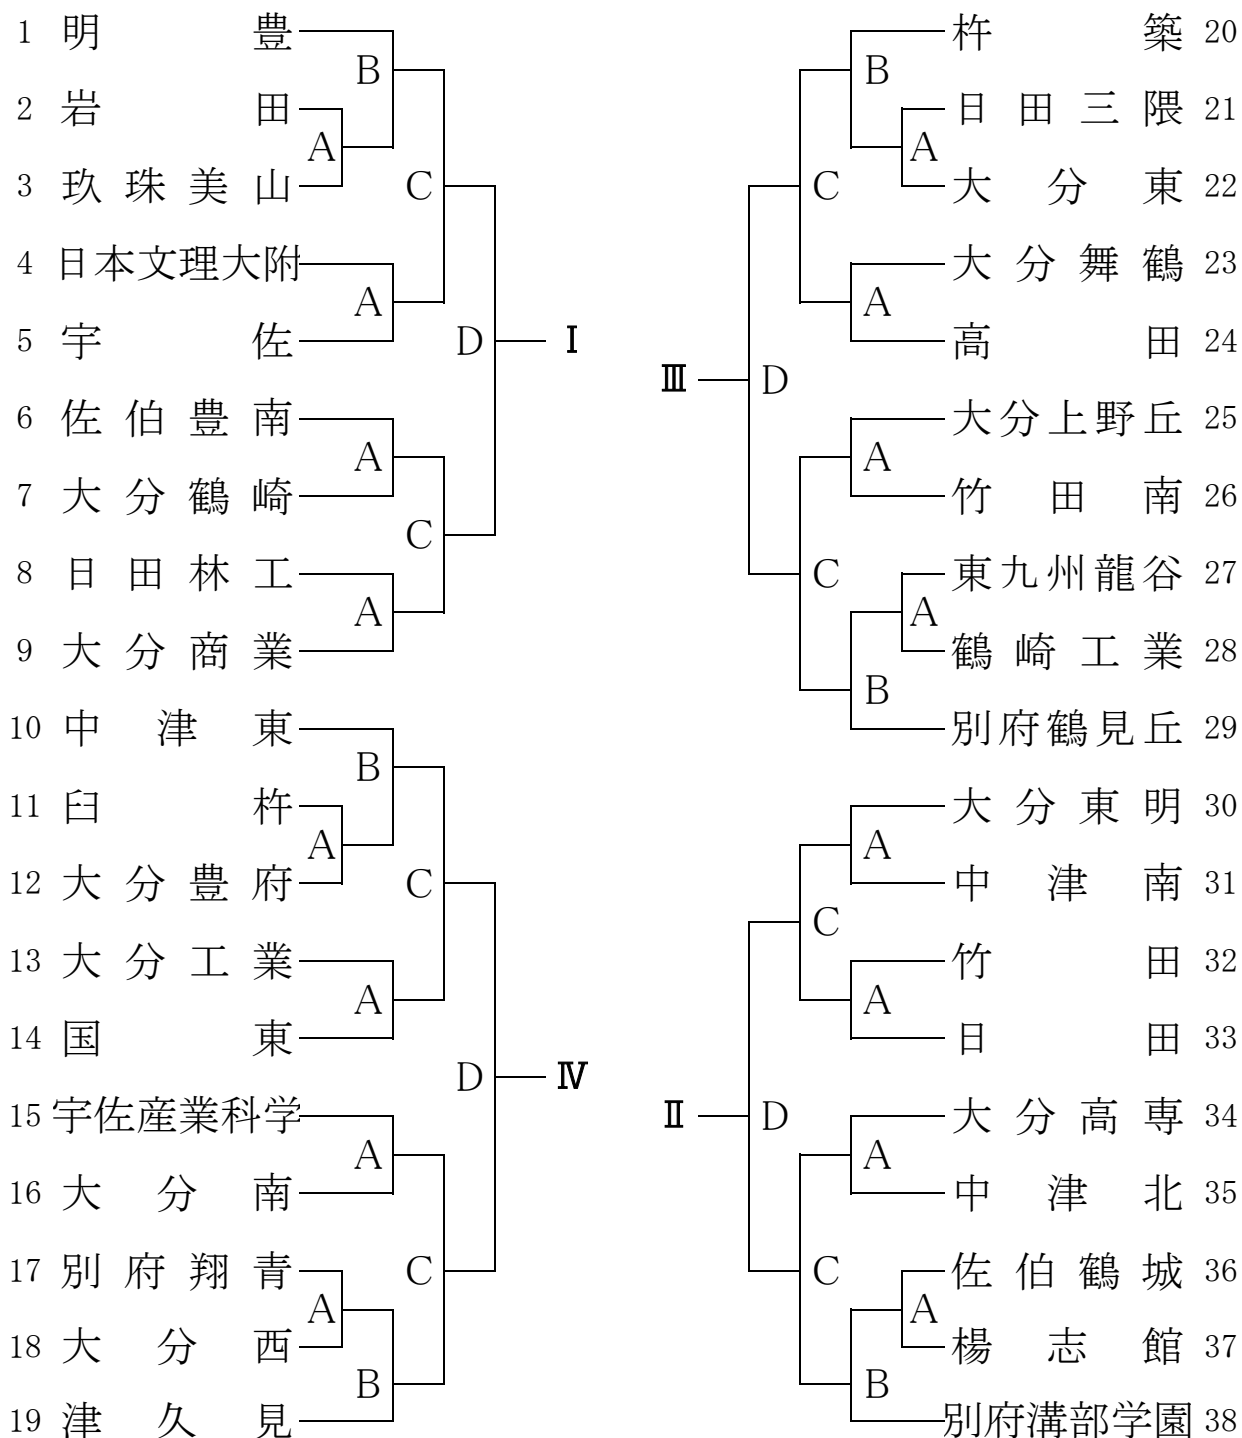 1 明豊
B
2 岩田
A
3 玖珠美山
C
4 日本文理大附
A
5 宇佐
D Ⅰ
6 佐伯豊南
A
7 大分鶴崎
C
8 日田林工
A
9 大分商業
10 中津東
B
11 臼杵
A
12 大分豊府
C
13 大分工業
A
14 国東
D Ⅳ
15 宇佐産業科学
A
16 大分南
17 別府翔青
C
A
18 大分西
B
19 津久見
杵築 20
B
日田三隈 21
A
大分東 22
C
大分舞鶴 23
A
高田 24
Ⅲ D
大分上野丘 25
A
竹田南 26
東九州龍谷 27
C
A
鶴崎工業 28
B
別府鶴見丘 29
大分東明 30
A
中津南 31
C
竹田 32
A
日田 33
Ⅱ D
大分高専 34
A
中津北 35
佐伯鶴城 36
C
A
楊志館 37
B
別府溝部学園 38